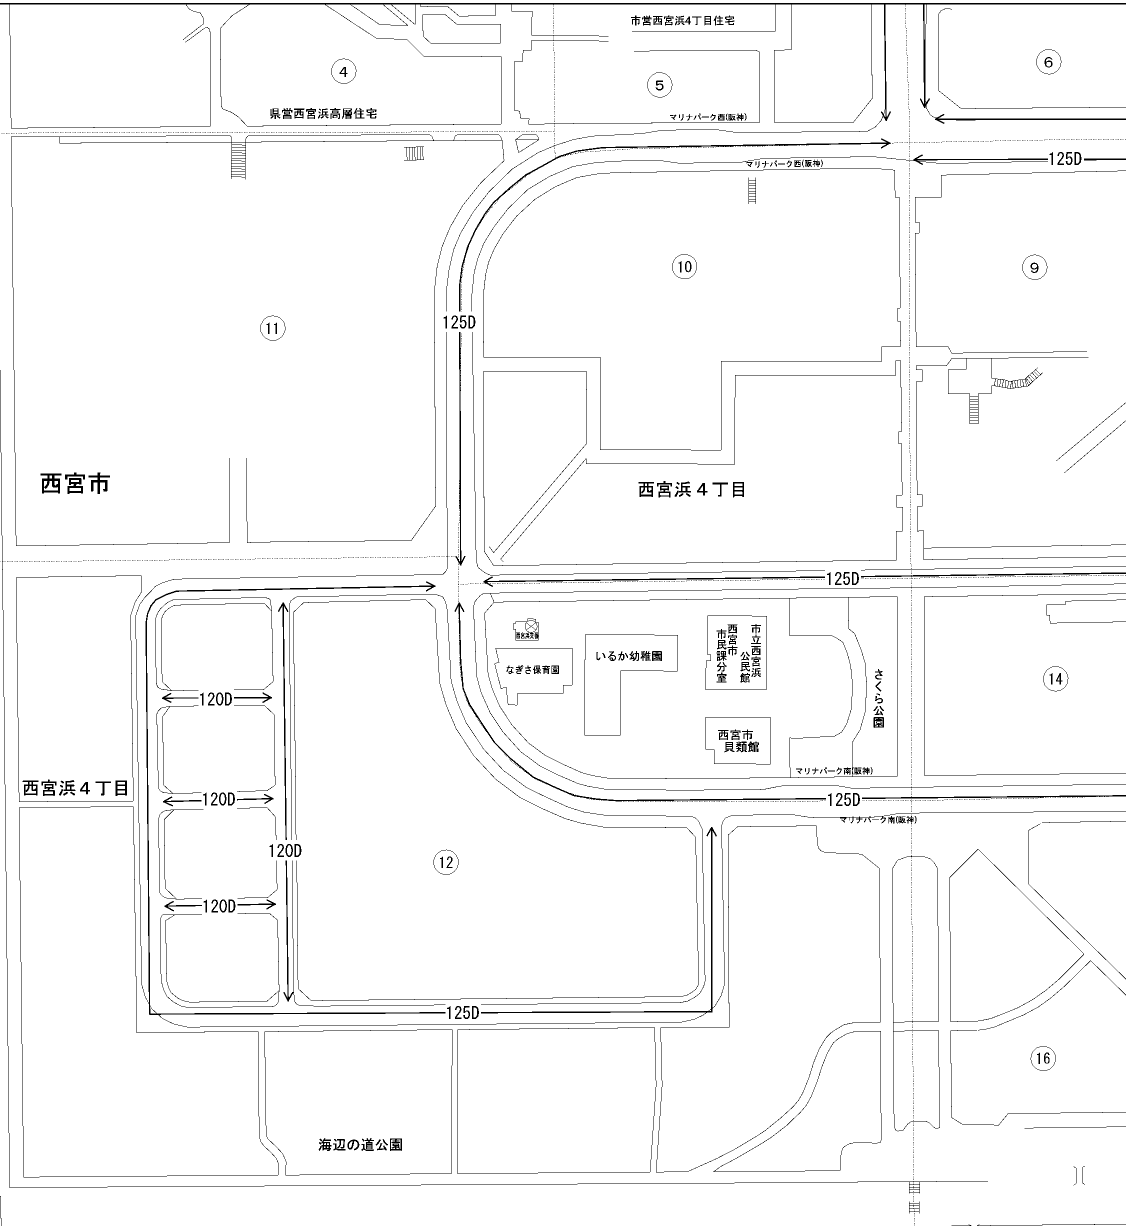 市営西宮浜4丁目住宅
6
4
5
県営西宮浜高層住宅
マリナパーク西(阪神)
マリナパーク西(阪神)
125D
10
9
125D
11
西宮市
西宮浜4丁目
125D
市立西宮浜
公民館
西宮市
市民課分室
いるか幼稚園
なぎさ保育園
さくら公園
14
120D
西宮市
貝類館
マリナパーク南(阪神)
西宮浜4丁目
120D
125D
マリナパーク南(阪神)
120D
12
120D
125D
16
海辺の道公園